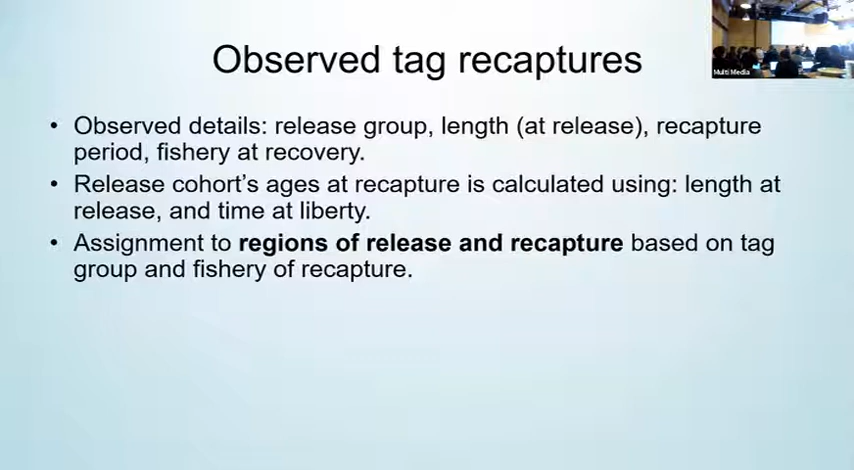 Observed tag recaptures
Multi Media
• Observed details: release group, length (at release), recapture
period, fishery at recovery.
• Release cohort's ages at recapture is calculated using: length at
release, and time at liberty.
• Assignment to regions of release and recapture based on tag
group and fishery of recapture.